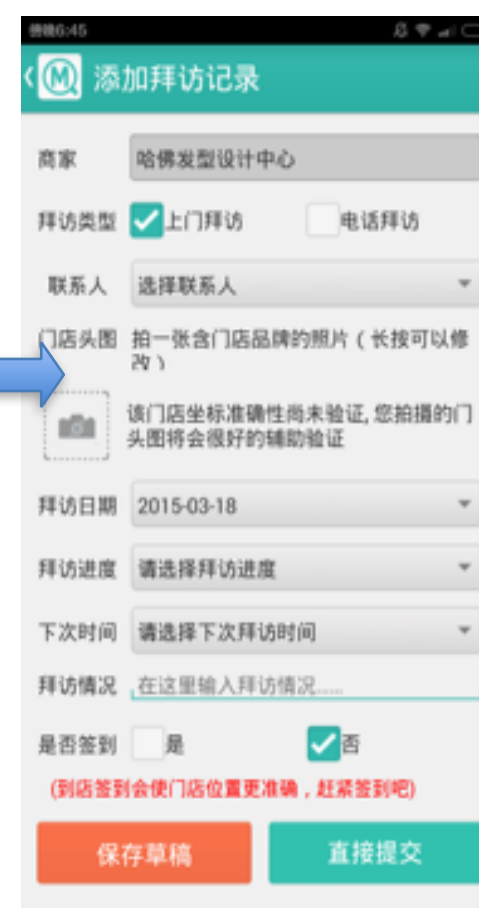 傍晚6:45
添加拜访记录
商家 哈佛发型设计中心
拜访类型 上门拜访 电话拜访
联系人 选择联系人
门店头图 拍一张含门店品牌的照片(长按可以修
改)
该门店坐标准确性尚未验证,您拍摄的门
头图将会很好的辅助验证
拜访日期 2015-03-18
拜访进度 请选择拜访进度
下次时间 请选择下次拜访时间
拜访情况 在这里输入拜访情况......
是否签到 是 否
(到店签到会使门店位置更准确,赶紧签到吧)
保存草稿 直接提交